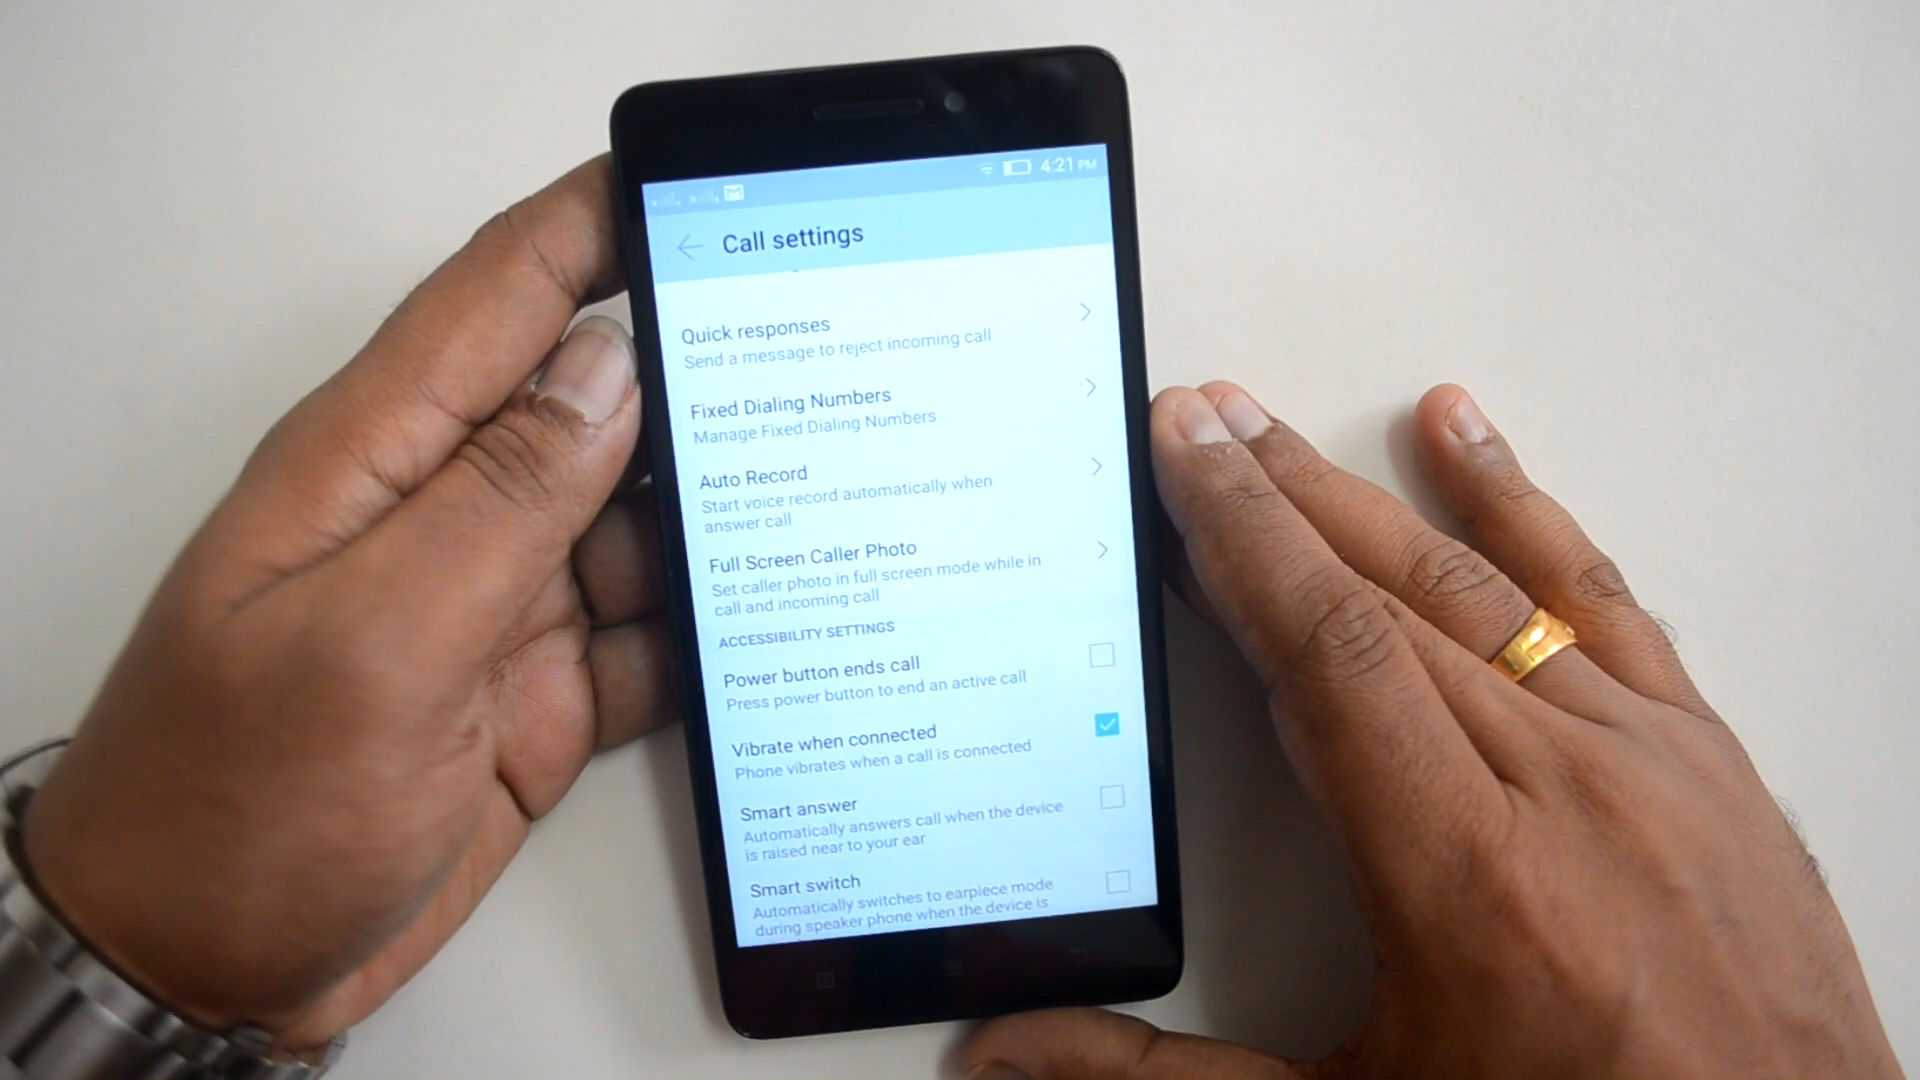 4:21 PM
Call settings
Quick responses
Send a message to reject incoming call
Fixed Dialing Numbers
Manage Fixed Dialing Numbers
Auto Record
Start voice record automatically when
answer call
Full Screen Caller Photo
Set caller photo in full screen mode while in
call and incoming call
ACCESSIBILITY SETTINGS
Power button ends call
Press power button to end an active call
Vibrate when connected
Phone vibrates when a call is connected
Smart answer
Automatically answers call when the device
is raised near to your ear
Smart switch
Automatically switches to earpiece mode
during speaker phone when the device is